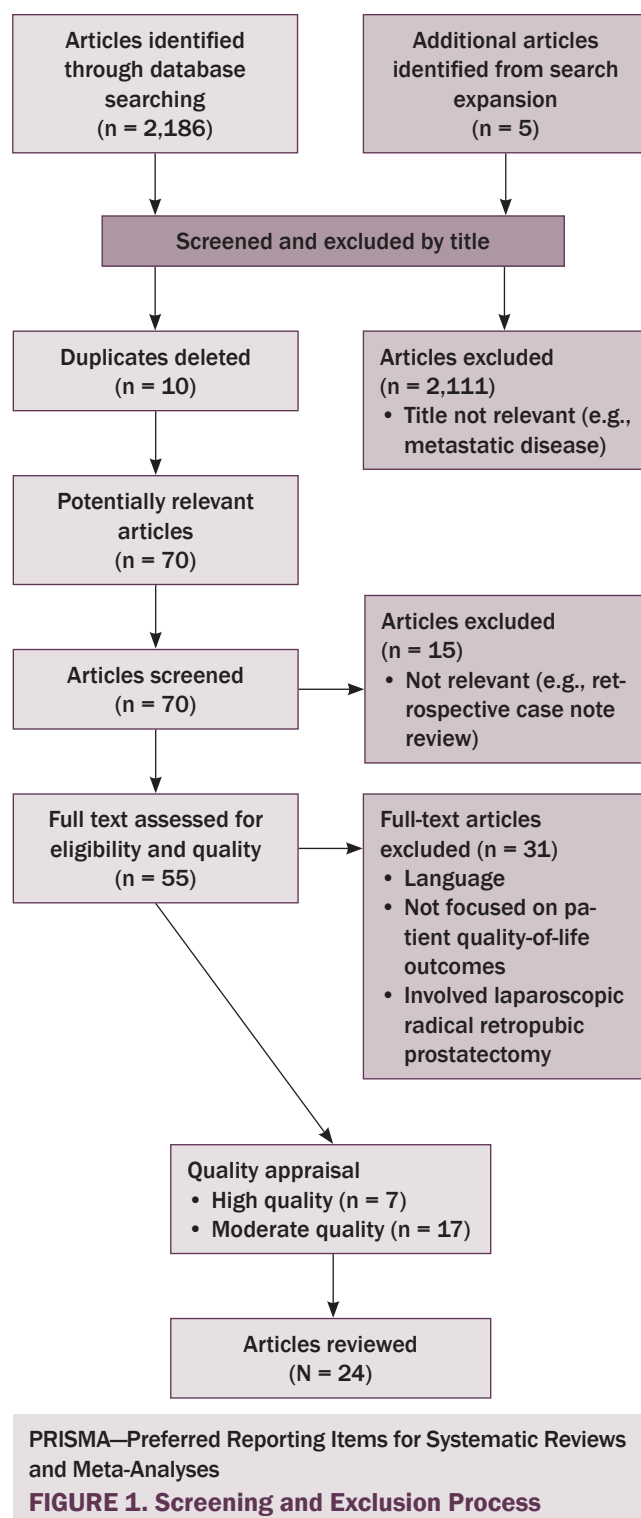 Articles identified
through database
searching
(n = 2,186)
Additional articles
identified from search
expansion
(n = 5)
Screened and excluded by title
Duplicates deleted
(n = 10)
Articles excluded
(n = 2,111)
• Title not relevant (e.g.,
metastatic disease)
Potentially relevant
articles
(n = 70)
Articles screened
(n = 70)
Articles excluded
(n = 15)
• Not relevant (e.g., ret-
rospective case note
review)
Full text assessed for
eligibility and quality
(n = 55)
Full-text articles
excluded (n = 31)
• Language
• Not focused on pa-
tient quality-of-life
outcomes
• Involved laparoscopic
radical retropubic
prostatectomy
Quality appraisal
• High quality (n = 7)
• Moderate quality (n = 17)
Articles reviewed
(N = 24)
PRISMA—Preferred Reporting Items for Systematic Reviews
and Meta-Analyses
FIGURE 1. Screening and Exclusion Process